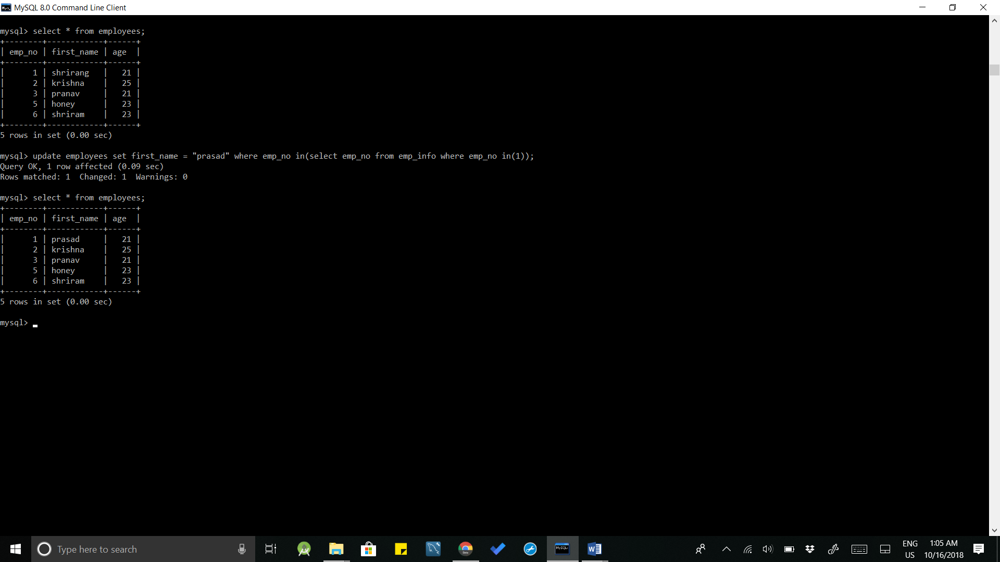 MySQL 8.0 Command Line Client
mysql> select * from employees;
+--------+------------+------+
| emp_no | first_name | age  |
+--------+------------+------+
|      1 | shrirang   |   21 |
|      2 | krishna    |   25 |
|      3 | pranav     |   21 |
|      5 | honey      |   23 |
|      6 | shriram    |   23 |
+--------+------------+------+
5 rows in set (0.00 sec)
mysql> update employees set first_name = "prasad" where emp_no in(select emp_no from emp_info where emp_no in(1));
Query OK, 1 row affected (0.09 sec)
Rows matched: 1  Changed: 1  Warnings: 0
mysql> select * from employees;
+--------+------------+------+
| emp_no | first_name | age  |
+--------+------------+------+
|      1 | prasad     |   21 |
|      2 | krishna    |   25 |
|      3 | pranav     |   21 |
|      5 | honey      |   23 |
|      6 | shriram    |   23 |
+--------+------------+------+
5 rows in set (0.00 sec)
mysql>
Type here to search
ENG
US
1:05 AM
10/16/2018